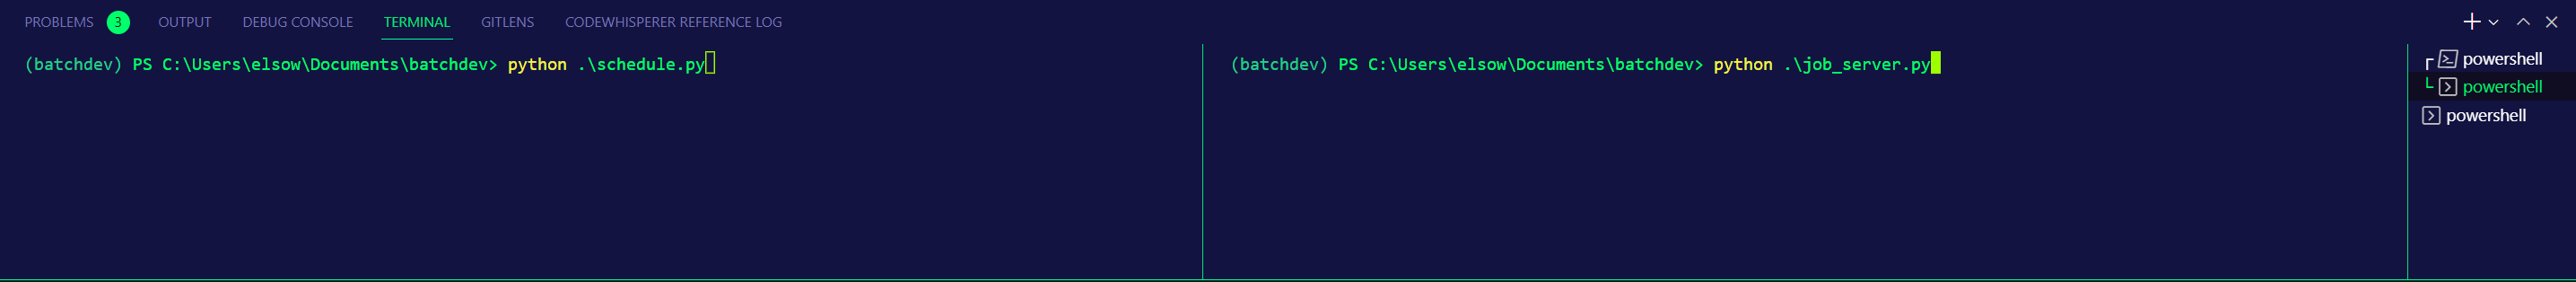 PROBLEMS 3 OUTPUT DEBUG CONSOLE TERMINAL GITLENS CODEWHISPERER REFERENCE LOG
(batchdev) PS C:\Users\elsow\Documents\batchdev> python .\schedule.py
(batchdev) PS C:\Users\elsow\Documents\batchdev> python .\job_server.py
powershell
powershell
powershell